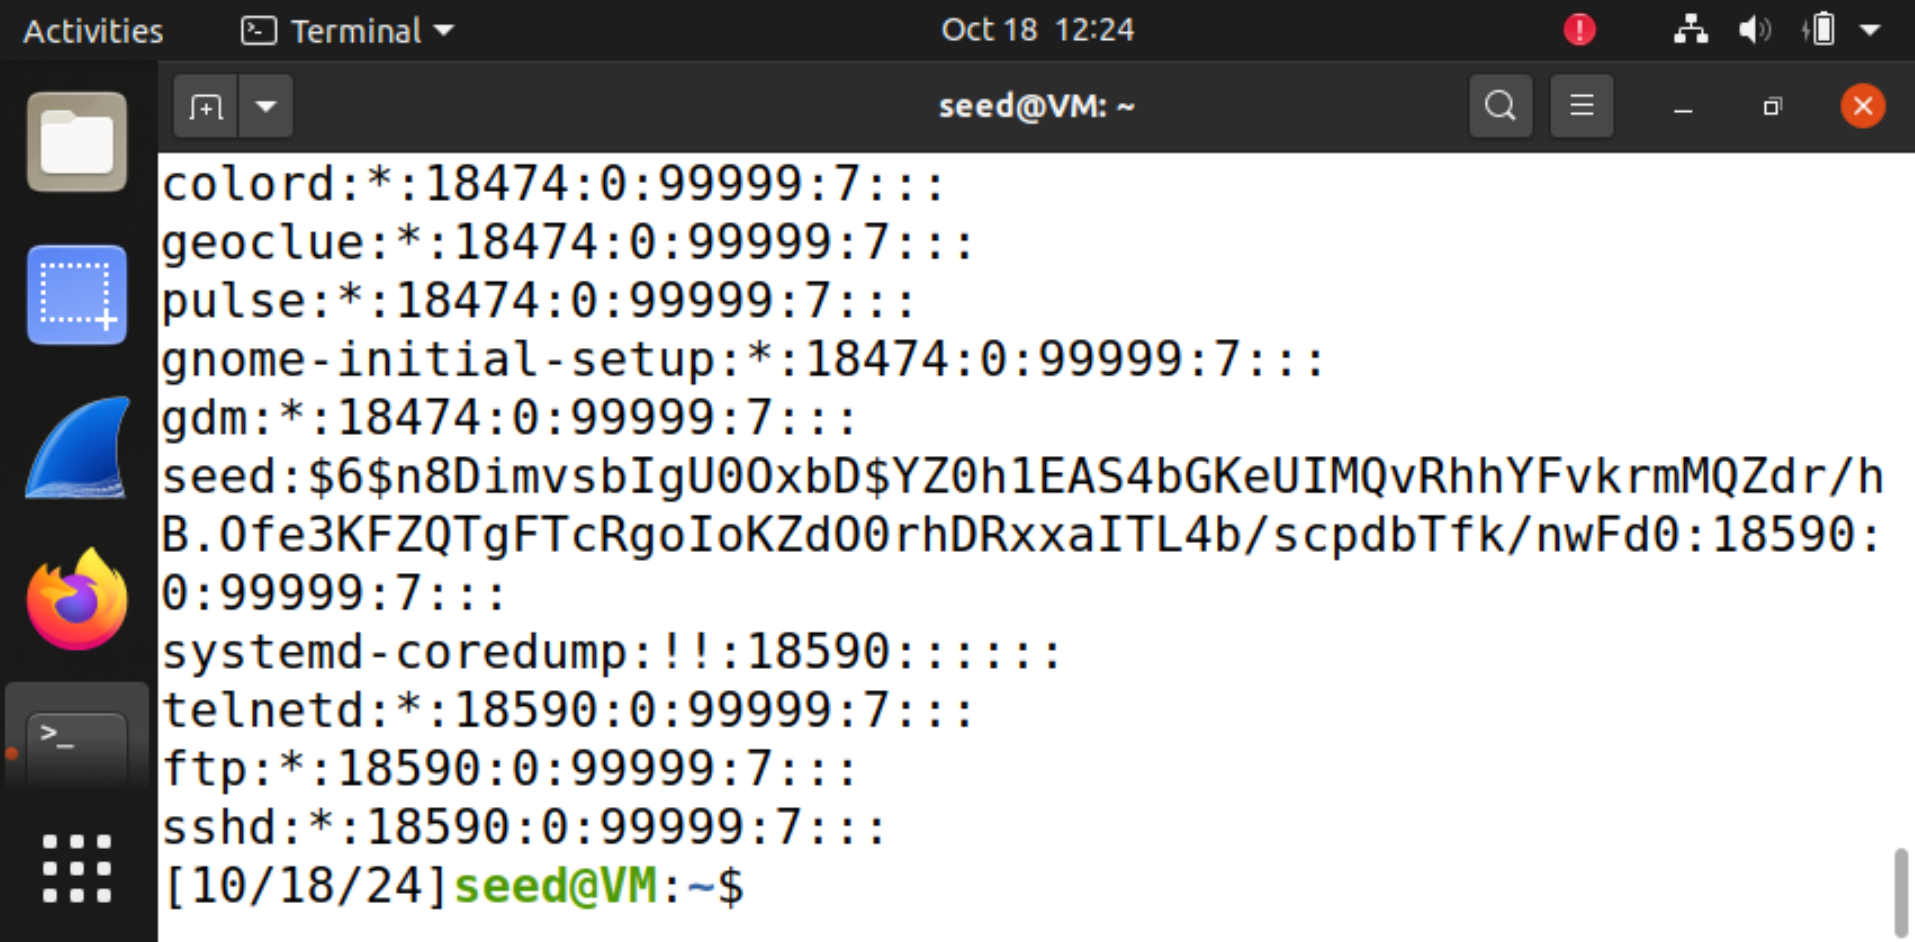 Activities
Terminal
Oct 18 12:24
seed@VM: ~
colord:*:18474:0:99999:7:::
geoclue:*:18474:0:99999:7:::
pulse:*:18474:0:99999:7:::
gnome-initial-setup:*:18474:0:99999:7:::
gdm:*:18474:0:99999:7:::
seed:$6$n8DimvsbIgU0OxbD$YZ0h1EAS4bGKeUIMQvRhhYFvkrmMQZdr/h
B.Ofe3KFZQTgFTcRgoIoKZdO0rhDRxxaITL4b/scpdbTfk/nwFd0:18590:
0:99999:7:::
systemd-coredump:!!:18590::::::
telnetd:*:18590:0:99999:7:::
ftp:*:18590:0:99999:7:::
sshd:*:18590:0:99999:7:::
[10/18/24]seed@VM:~$